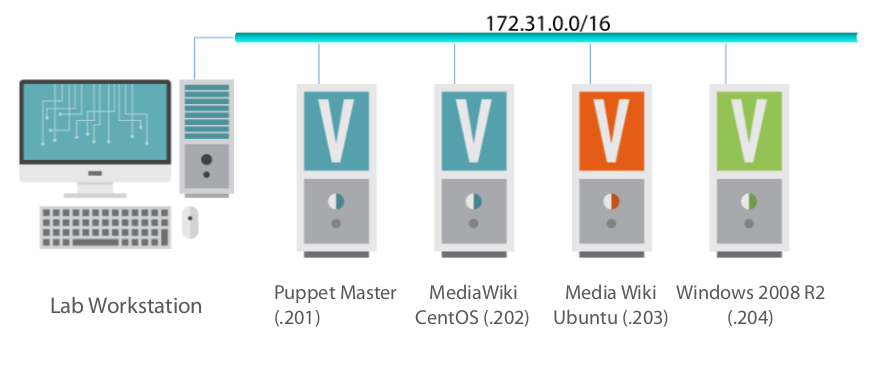 172.31.0.0/16
V
V
V
V
Lab Workstation
Puppet Master
(.201)
MediaWiki
CentOS (.202)
Media Wiki
Ubuntu (.203)
Windows 2008 R2
(.204)